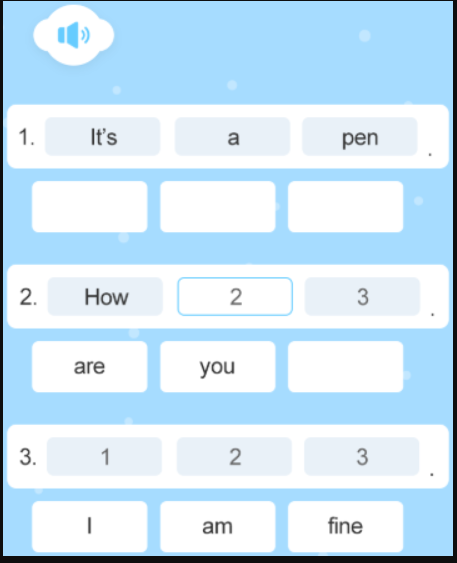 1. It's a pen .
2. How 2 3 .
are you
3. 1 2 3 .
I am fine